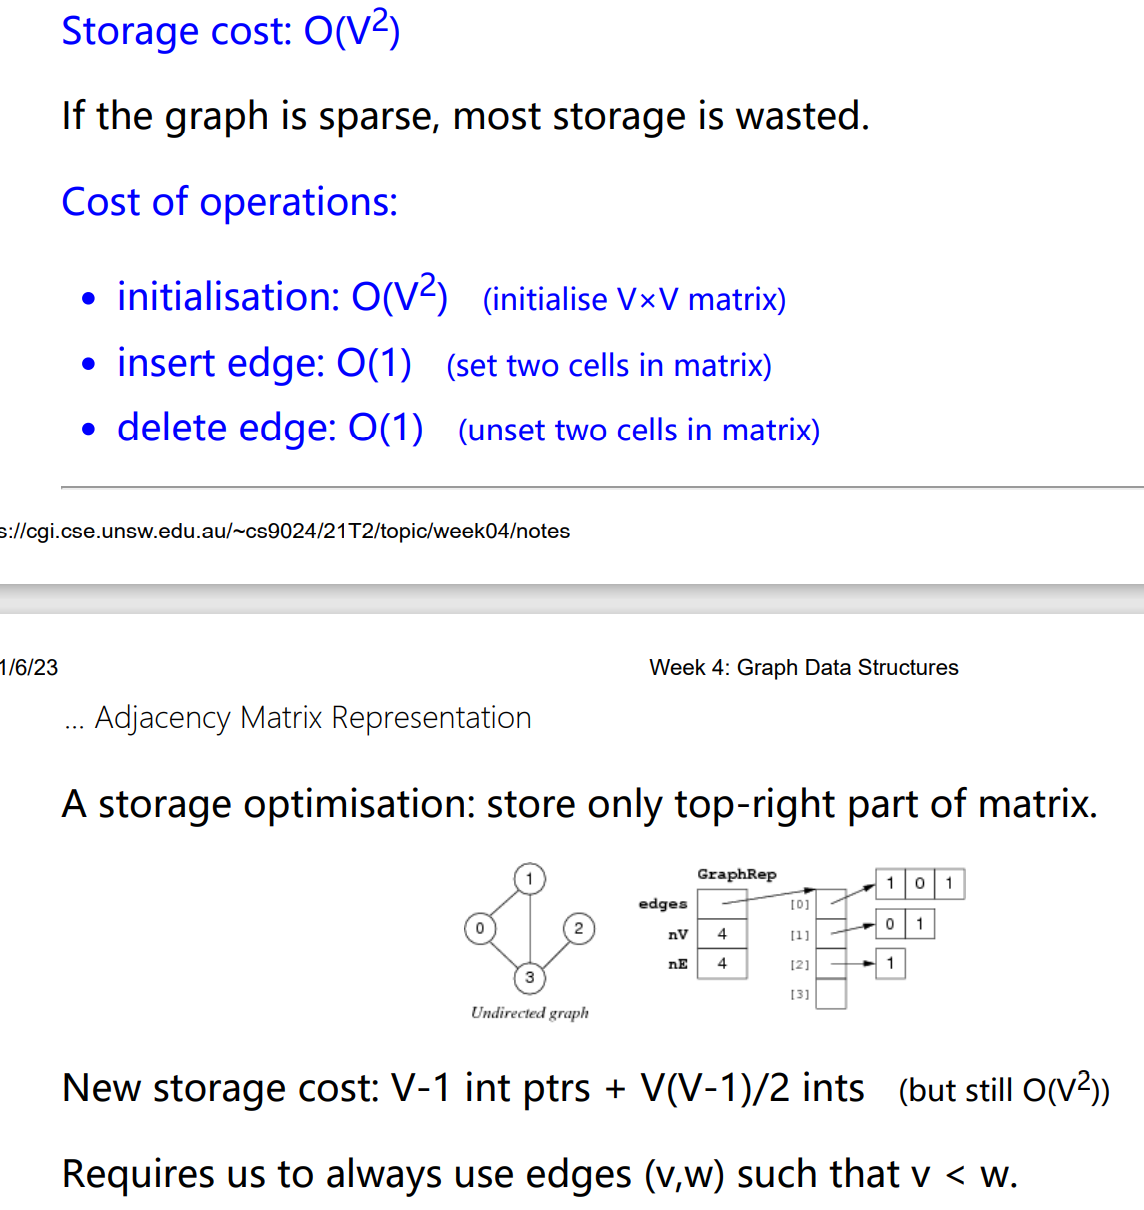 Storage cost: O(V²)
If the graph is sparse, most storage is wasted.
Cost of operations:
• initialisation: O(V²) (initialise V×V matrix)
• insert edge: O(1) (set two cells in matrix)
• delete edge: O(1) (unset two cells in matrix)
s://cgi.cse.unsw.edu.au/~cs9024/21T2/topic/week04/notes
1/6/23 Week 4: Graph Data Structures
... Adjacency Matrix Representation
A storage optimisation: store only top-right part of matrix.
1
0
2
3
Undirected graph
GraphRep
edges
nV 4
nE 4
[0] 1 0 1
[1] 0 1
[2] 1
[3]
New storage cost: V-1 int ptrs + V(V-1)/2 ints (but still O(V²))
Requires us to always use edges (v,w) such that v < w.